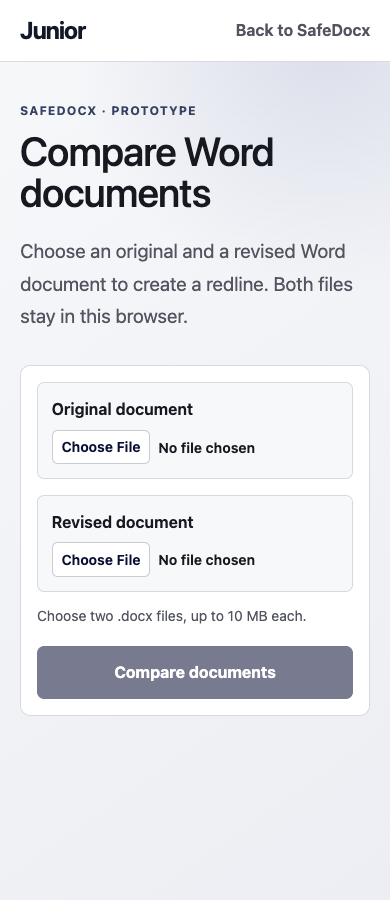 Junior
Back to SafeDocx
SAFEDOCX · PROTOTYPE
Compare Word
documents
Choose an original and a revised Word
document to create a redline. Both files
stay in this browser.
Original document
Choose File No file chosen
Revised document
Choose File No file chosen
Choose two .docx files, up to 10 MB each.
Compare documents